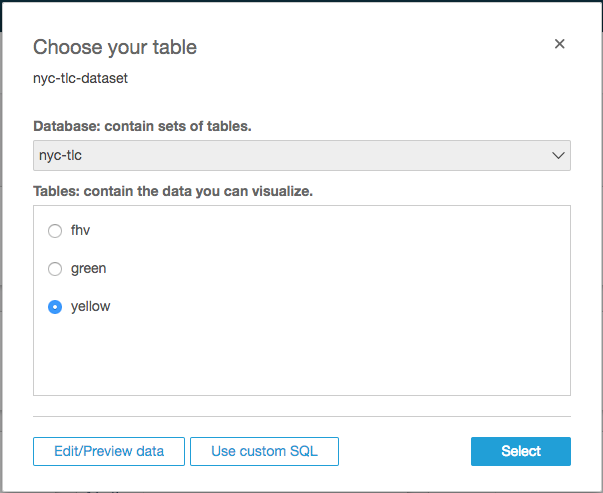 Choose your table
nyc-tlc-dataset
Database: contain sets of tables.
nyc-tlc
Tables: contain the data you can visualize.
fhv
green
yellow
Edit/Preview data
Use custom SQL
Select